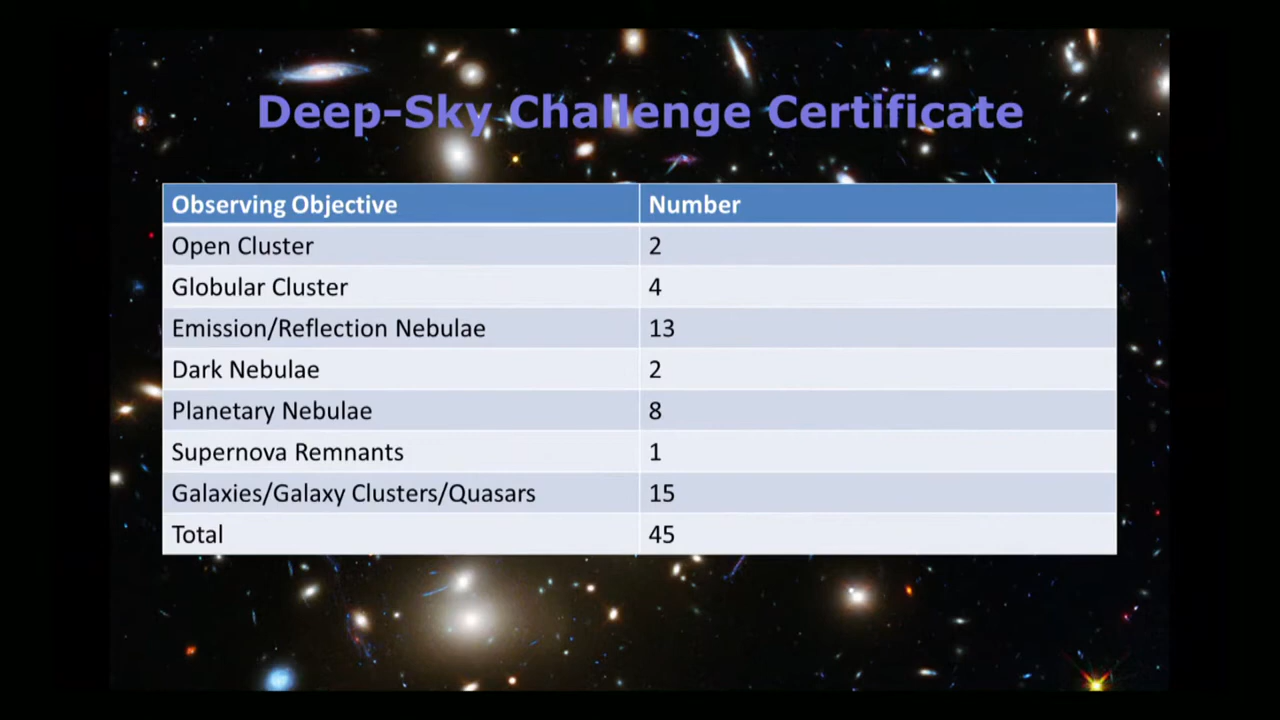 Deep-Sky Challenge Certificate
Observing Objective Number
Open Cluster 2
Globular Cluster 4
Emission/Reflection Nebulae 13
Dark Nebulae 2
Planetary Nebulae 8
Supernova Remnants 1
Galaxies/Galaxy Clusters/Quasars 15
Total 45